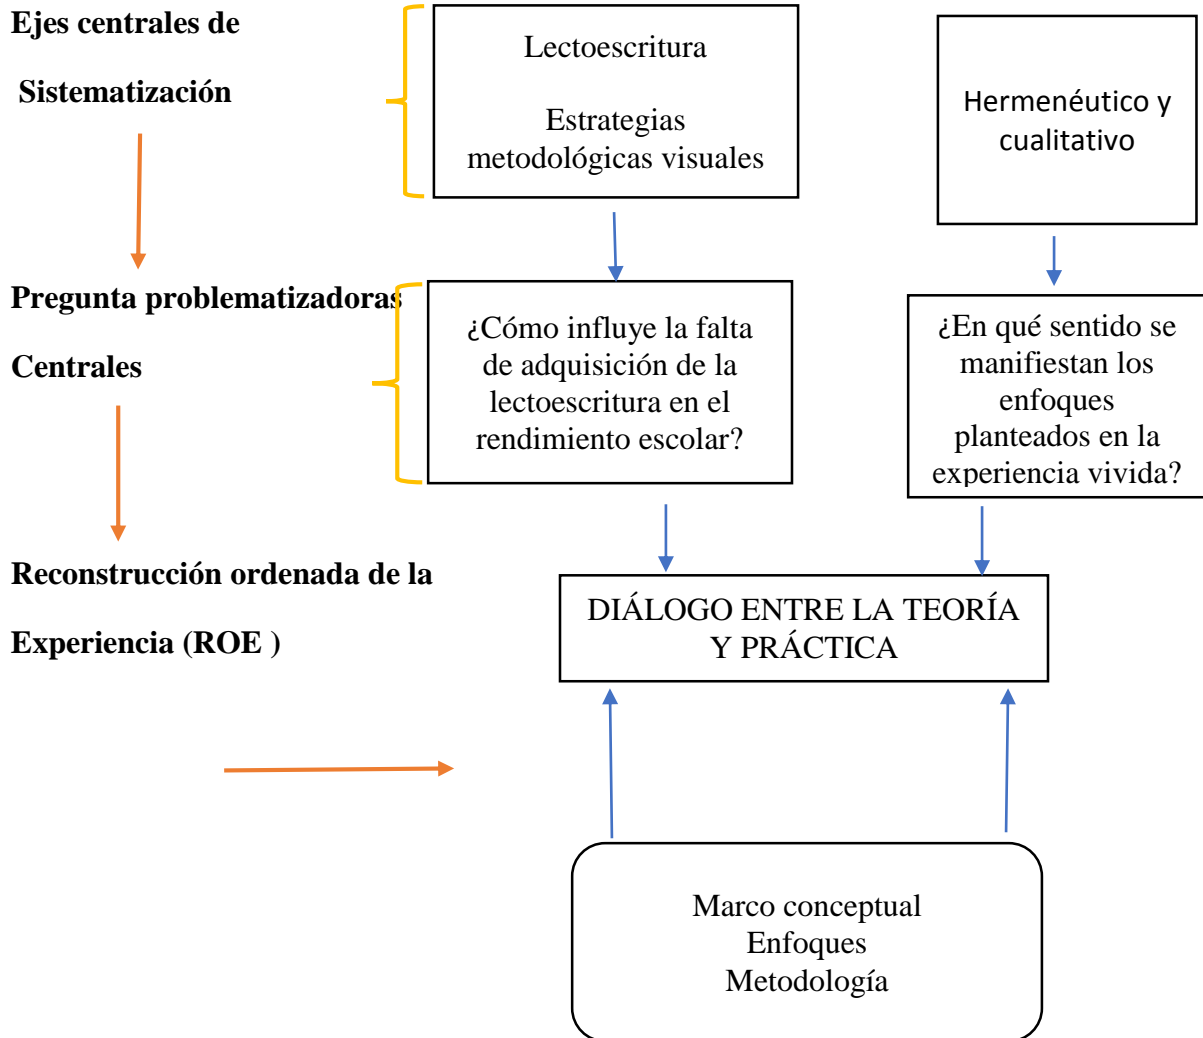 Ejes centrales de
Sistematización
Lectoescritura
Estrategias
metodológicas visuales
Hermenéutico y
cualitativo
Pregunta problematizadoras
Centrales
¿Cómo influye la falta
de adquisición de la
lectoescritura en el
rendimiento escolar?
¿En qué sentido se
manifiestan los
enfoques
planteados en la
experiencia vivida?
Reconstrucción ordenada de la
Experiencia (ROE )
DIÁLOGO ENTRE LA TEORÍA
Y PRÁCTICA
Marco conceptual
Enfoques
Metodología